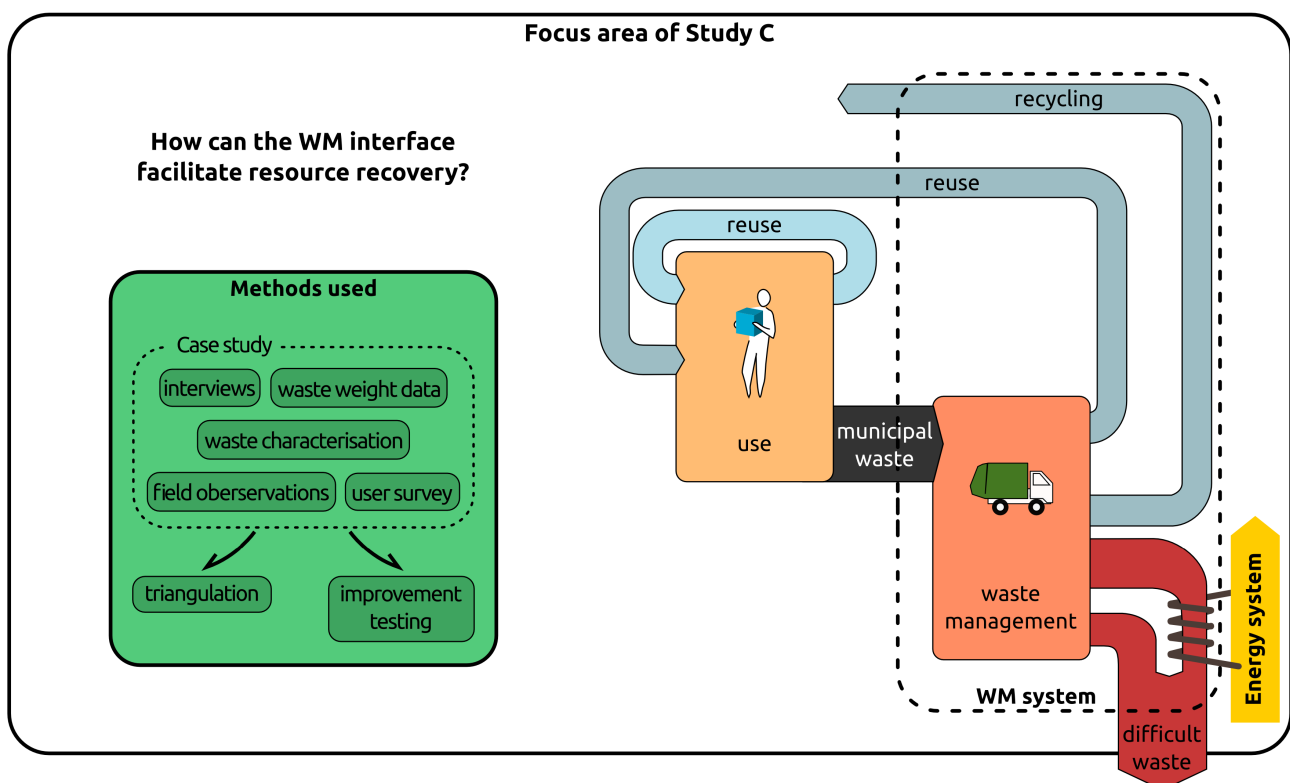 Focus area of Study C
How can the WM interface
facilitate resource recovery?
Methods used
Case study
interviews
waste weight data
waste characterisation
field oberservations
user survey
triangulation
improvement
testing
recycling
reuse
reuse
use
municipal
waste
waste
management
WM system
Energy system
difficult
waste